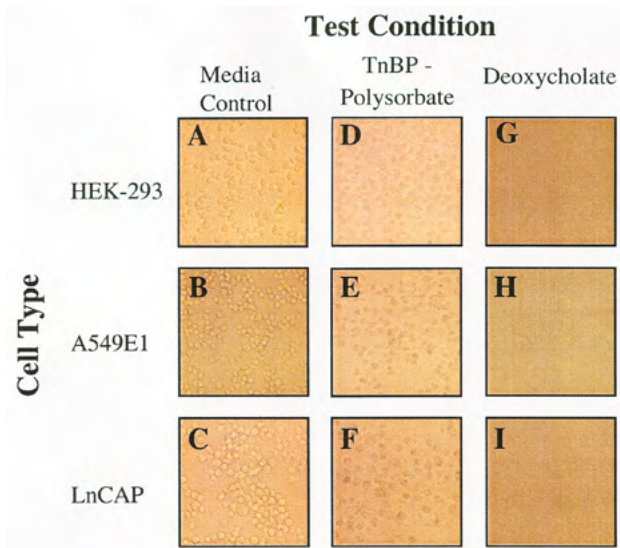 Test Condition
Media Control
TnBP - Polysorbate
Deoxycholate
Cell Type
HEK-293
A
D
G
A549E1
B
E
H
LnCAP
C
F
I